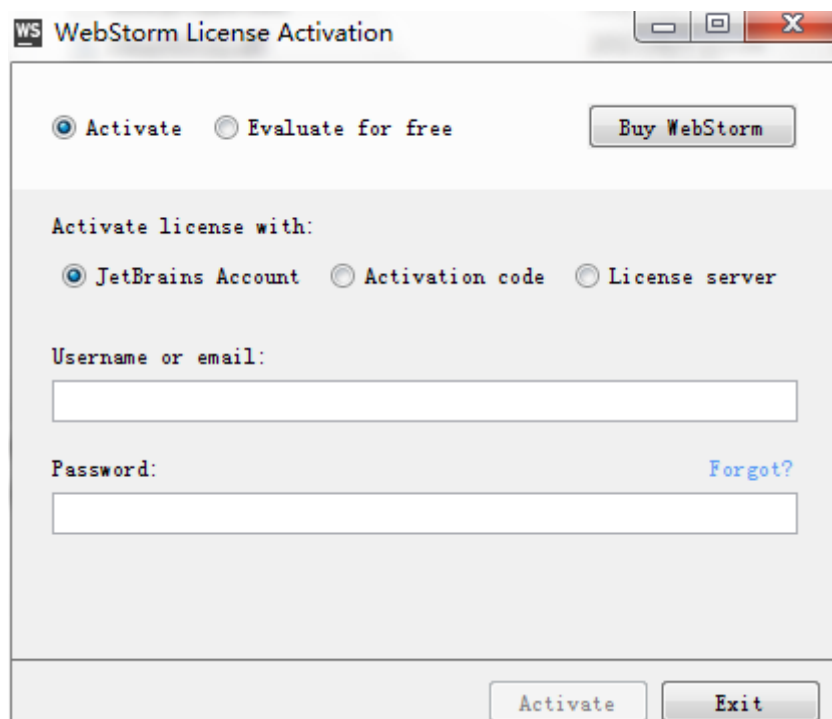 WS WebStorm License Activation
Activate Evaluate for free Buy WebStorm
Activate license with:
JetBrains Account Activation code License server
Username or email:
Password: Forgot?
Activate Exit